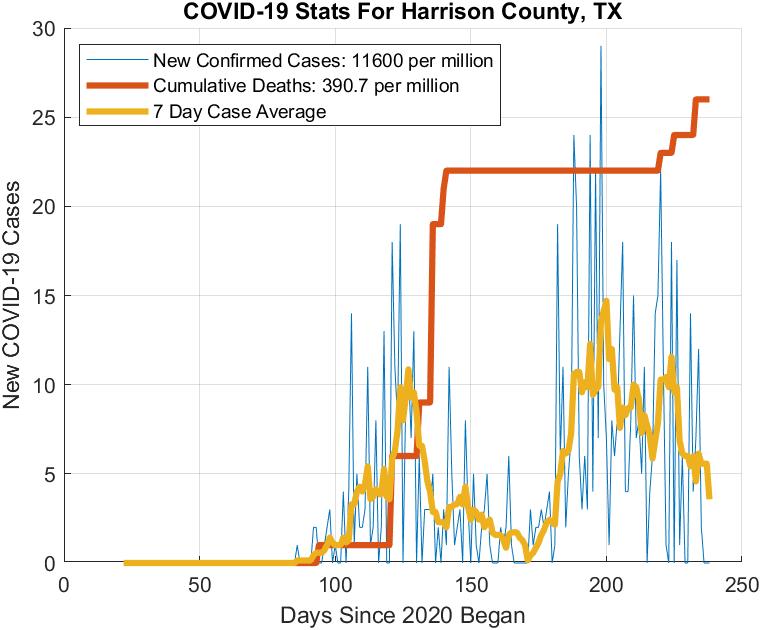 COVID-19 Stats For Harrison County, TX
New Confirmed Cases: 11600 per million
Cumulative Deaths: 390.7 per million
7 Day Case Average
New COVID-19 Cases
30
25
20
15
10
5
0
0 50 100 150 200 250
Days Since 2020 Began